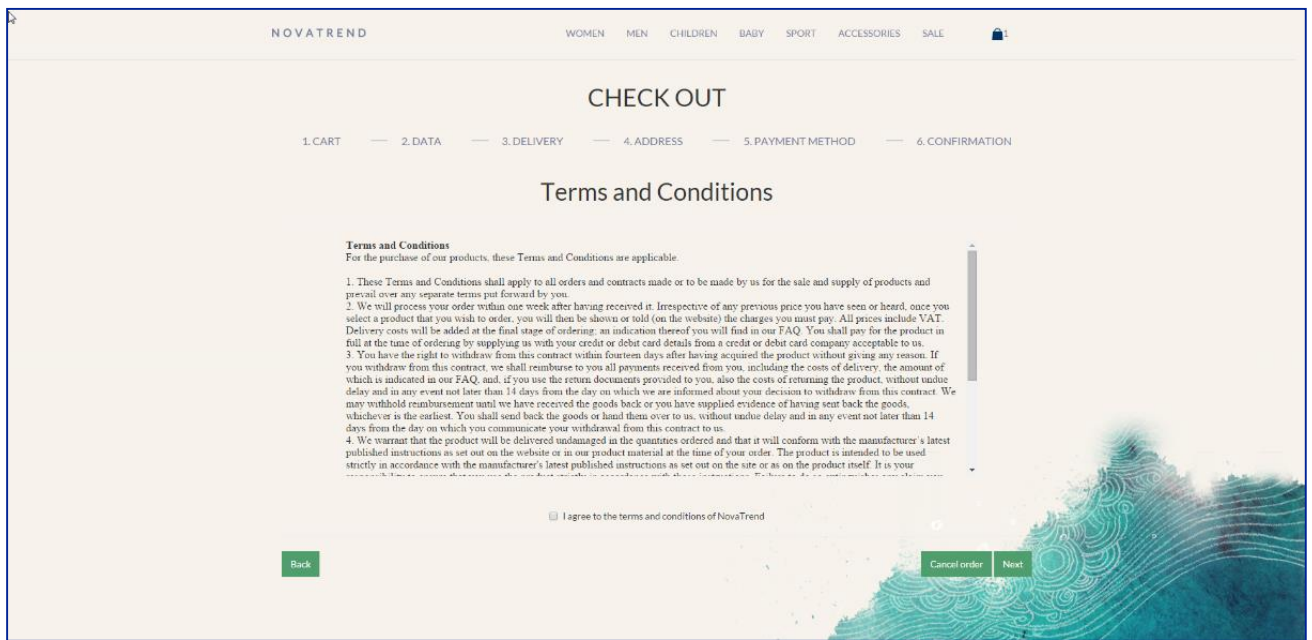 NOVATREND WOMEN MEN CHILDREN BABY SPORT ACCESSORIES SALE 1
CHECK OUT
1. CART 2. DATA 3. DELIVERY 4. ADDRESS 5. PAYMENT METHOD 6. CONFIRMATION
Terms and Conditions
Terms and Conditions
For the purchase of our products, these Terms and Conditions are applicable.
1. These Terms and Conditions shall apply to all orders and contracts made or to be made by us for the sale and supply of products and
prevail over any separate terms put forward by you.
2. We will process your order within one week after having received it. Irrespective of any previous price you have seen or heard, once you
select a product that you wish to order, you will then be shown or told (on the website) the charges you must pay. All prices include VAT.
Delivery costs will be added at the final stage of ordering; an indication thereof you will find in our FAQ. You shall pay for the product in
full at the time of ordering by supplying us with your credit or debit card details from a credit or debit card company acceptable to us.
3. You have the right to withdraw from this contract within fourteen days after having acquired the product without giving any reason. If
you withdraw from this contract, we shall reimburse to you all payments received from you, including the costs of delivery, the amount of
which is indicated in our FAQ, and, if you use the return documents provided to you, also the costs of returning the product, without undue
delay and in any event not later than 14 days from the day on which we are informed about your decision to withdraw from this contract. We
may withhold reimbursement until we have received the goods back or you have supplied evidence of having sent back the goods,
whichever is the earliest. You shall send back the goods or hand them over to us, without undue delay and in any event not later than 14
days from the day on which you communicate your withdrawal from this contract to us.
4. We warrant that the product will be delivered undamaged in the quantities ordered and that it will conform with the manufacturer's latest
published instructions as set out on the website or in our product material at the time of your order. The product is intended to be used
strictly in accordance with the manufacturer's latest published instructions as set out on the site or as on the product itself. It is your
I agree to the terms and conditions of NovaTrend
Back Cancel order Next